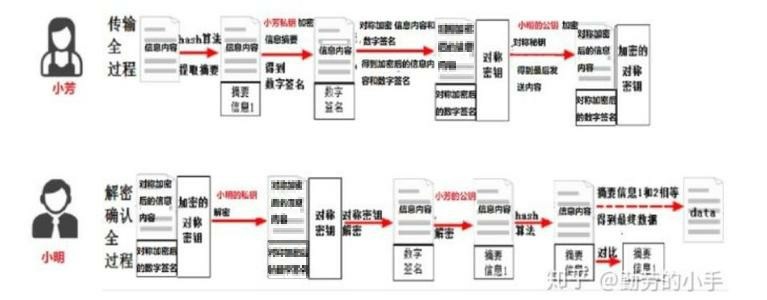 传输
全
过程
小芳
信息内容
hash算法
提取摘要
信息内容
摘要
信息1
小芳私钥 加密
信息摘要
得到
数字签名
信息内容
数字
签名
对称加密 信息内容和
数字签名
得到加密后的信息内
容和数字签名
对称加密
后的信息
内容
对称加密后
的数字签名
对称
密钥
小明的公钥 加密
对称秘钥
得到最后发
送内容
对称加密
后的信息
内容
对称加密后
的数字签名
加密的
对称
密钥
解密
确认
全
过程
小明
对称加密
后的信息
内容
对称加密后
的数字签名
加密的
对称
密钥
小明的私钥
解密
对称加密
后的信息
内容
对称加密后
的数字签名
对称
密钥
对称密钥
解密
信息内容
数字
签名
小芳的公钥
解密
信息内容
摘要
信息1
hash
算法
信息内容
摘要
信息1
对比
摘要
信息1
摘要信息1和2相等
得到最终数据
data
知乎 @勤劳的小手